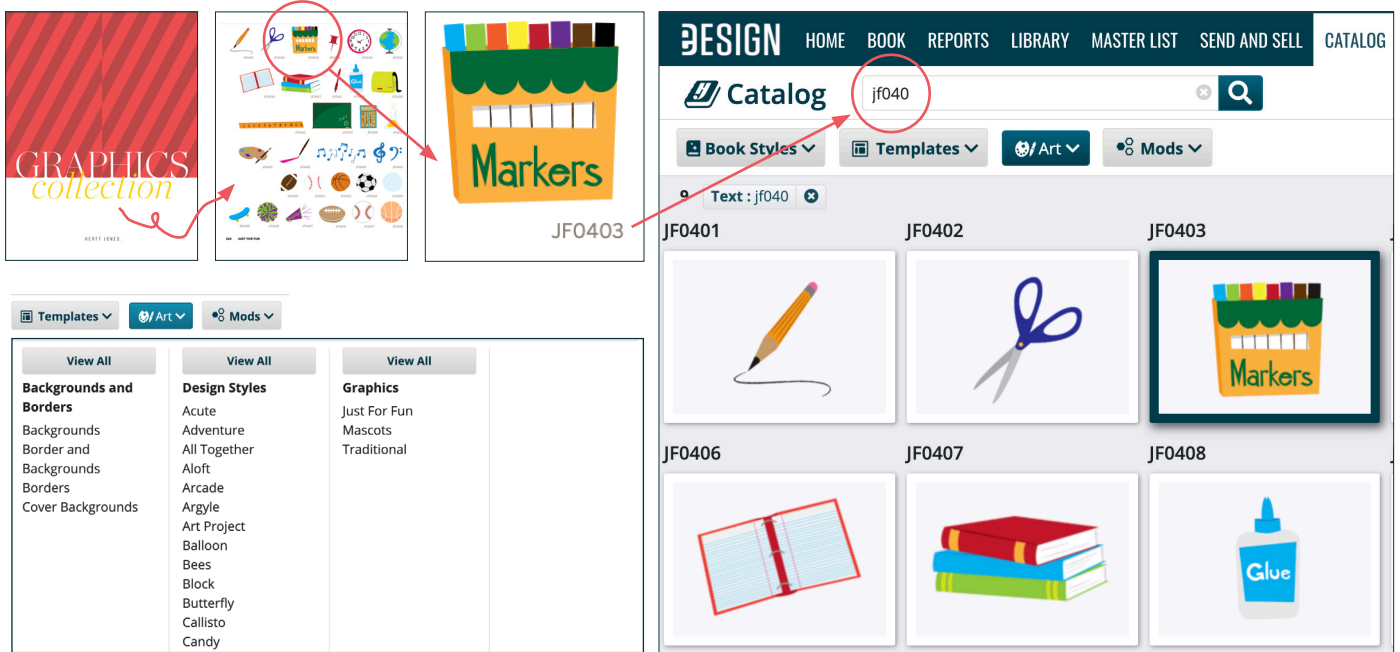 GRAPHICS
collection
HERFF JONES.
Markers
JUST FOR FUN
Markers
JF0403
DESIGN
HOME
BOOK
REPORTS
LIBRARY
MASTER LIST
SEND AND SELL
CATALOG
Catalog
jf040
Book Styles
Templates
Art
Mods
9
Text : jf040
JF0401
JF0402
JF0403
Markers
JF0406
JF0407
JF0408
Glue
Templates
Art
Mods
View All
Backgrounds and
Borders
Backgrounds
Border and
Backgrounds
Borders
Cover Backgrounds
View All
Design Styles
Acute
Adventure
All Together
Aloft
Arcade
Argyle
Art Project
Balloon
Bees
Block
Butterfly
Callisto
Candy
View All
Graphics
Just For Fun
Mascots
Traditional